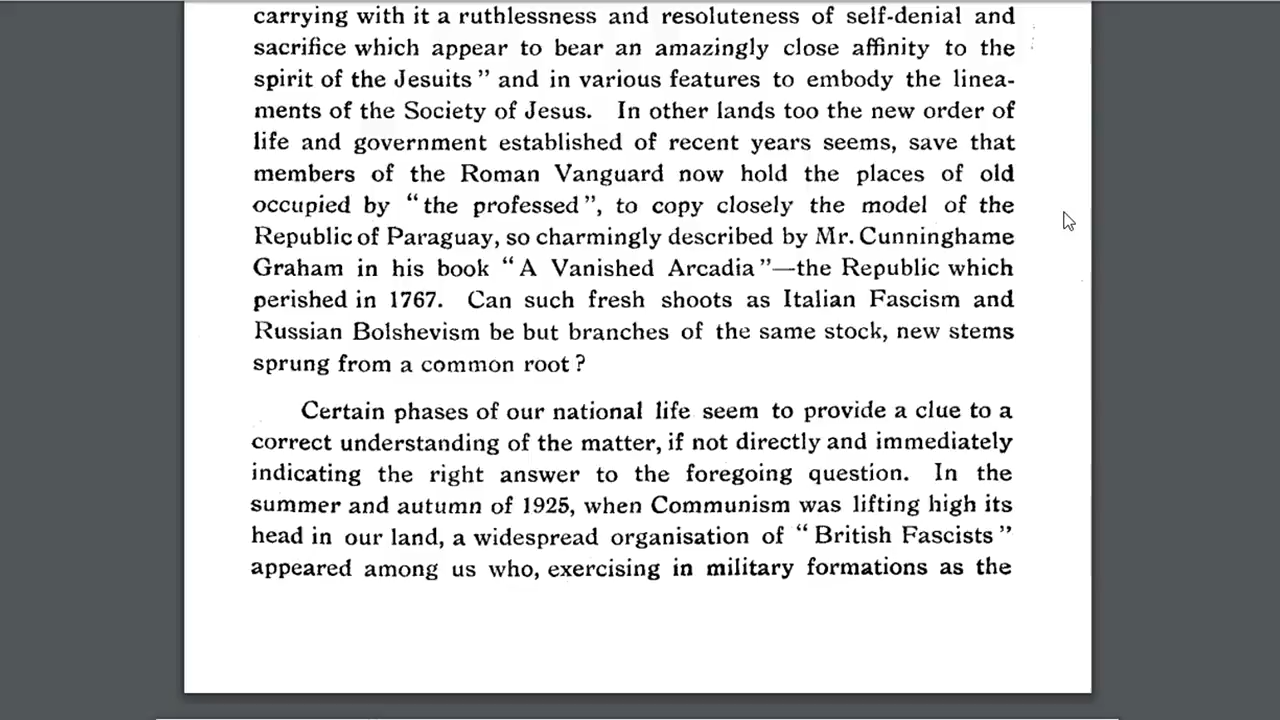 carrying with it a ruthlessness and resoluteness of self-denial and
sacrifice which appear to bear an amazingly close affinity to the
spirit of the Jesuits” and in various features to embody the linea-
ments of the Society of Jesus. In other lands too the new order of
life and government established of recent years seems, save that
members of the Roman Vanguard now hold the places of old
occupied by “the professed”, to copy closely the model of the
Republic of Paraguay, so charmingly described by Mr. Cunninghame
Graham in his book “A Vanished Arcadia”—the Republic which
perished in 1767. Can such fresh shoots as Italian Fascism and
Russian Bolshevism be but branches of the same stock, new stems
sprung from a common root?
Certain phases of our national life seem to provide a clue to a
correct understanding of the matter, if not directly and immediately
indicating the right answer to the foregoing question. In the
summer and autumn of 1925, when Communism was lifting high its
head in our land, a widespread organisation of “British Fascists”
appeared among us who, exercising in military formations as the